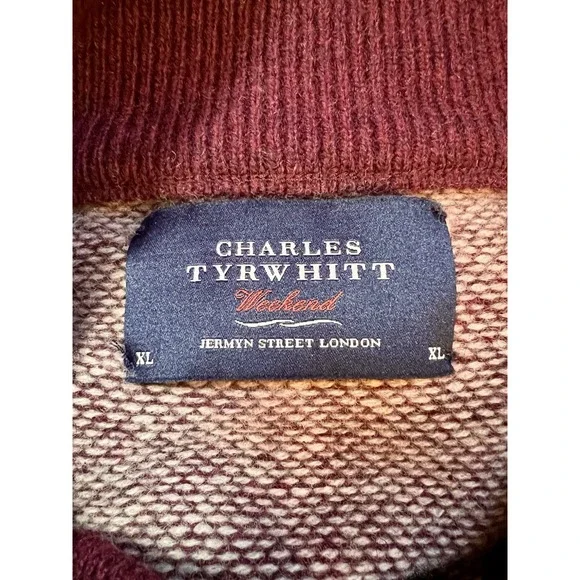 CHARLES
TYRWHITT
Weekend
JERMYN STREET LONDON
XL XL